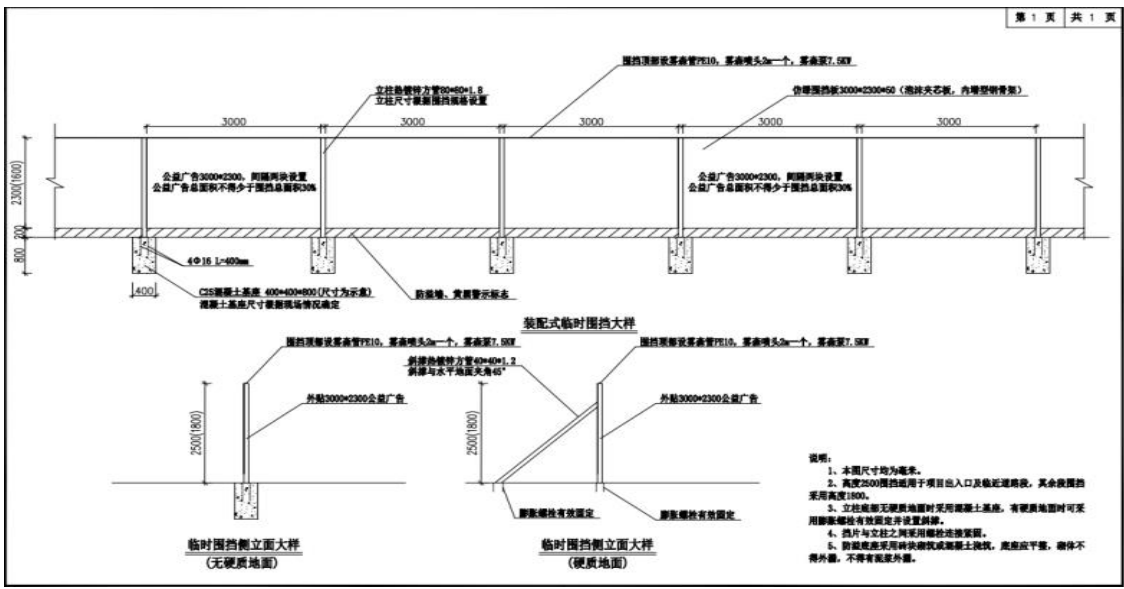 第 1 页 共 1 页
围挡顶部设雾森管PE10，雾森喷头2m一个，雾森泵7.5KW
立柱热镀锌方管80*80*1.8
立柱尺寸根据围挡规格设置
仿绿围挡板3000*2300*50（泡沫夹芯板，内增型钢骨架）
3000 3000 3000 3000 3000
2300(1600)
200
800
公益广告3000*2300，间隔两块设置
公益广告总面积不得少于围挡总面积30%
公益广告3000*2300，间隔两块设置
公益广告总面积不得少于围挡总面积30%
4Φ16 L=400mm
400
C25混凝土基座 400*400*800(尺寸为示意)
混凝土基座尺寸根据现场情况确定
防溢墙、黄黑警示标志
装配式临时围挡大样
围挡顶部设雾森管PE10，雾森喷头2m一个，雾森泵7.5KW
2500(1800)
外贴3000*2300公益广告
临时围挡侧立面大样
(无硬质地面)
围挡顶部设雾森管PE10，雾森喷头2m一个，雾森泵7.5KW
斜撑热镀锌方管40*40*1.2
斜撑与水平地面夹角45°
2500(1800)
外贴3000*2300公益广告
膨胀螺栓有效固定
膨胀螺栓有效固定
临时围挡侧立面大样
(硬质地面)
说明：
1、本图尺寸均为毫米。
2、高度2500围挡适用于项目出入口及临近道路段，其余段围挡
采用高度1800。
3、立柱底部无硬质地面时采用混凝土基座，有硬质地面时可采
用膨胀螺栓有效固定并设置斜撑。
4、挡片与立柱之间采用螺栓连接紧固。
5、防溢底座采用砖块砌筑或混凝土浇筑，底座应平整，砌体不
得外露，不得有泥浆外漏。